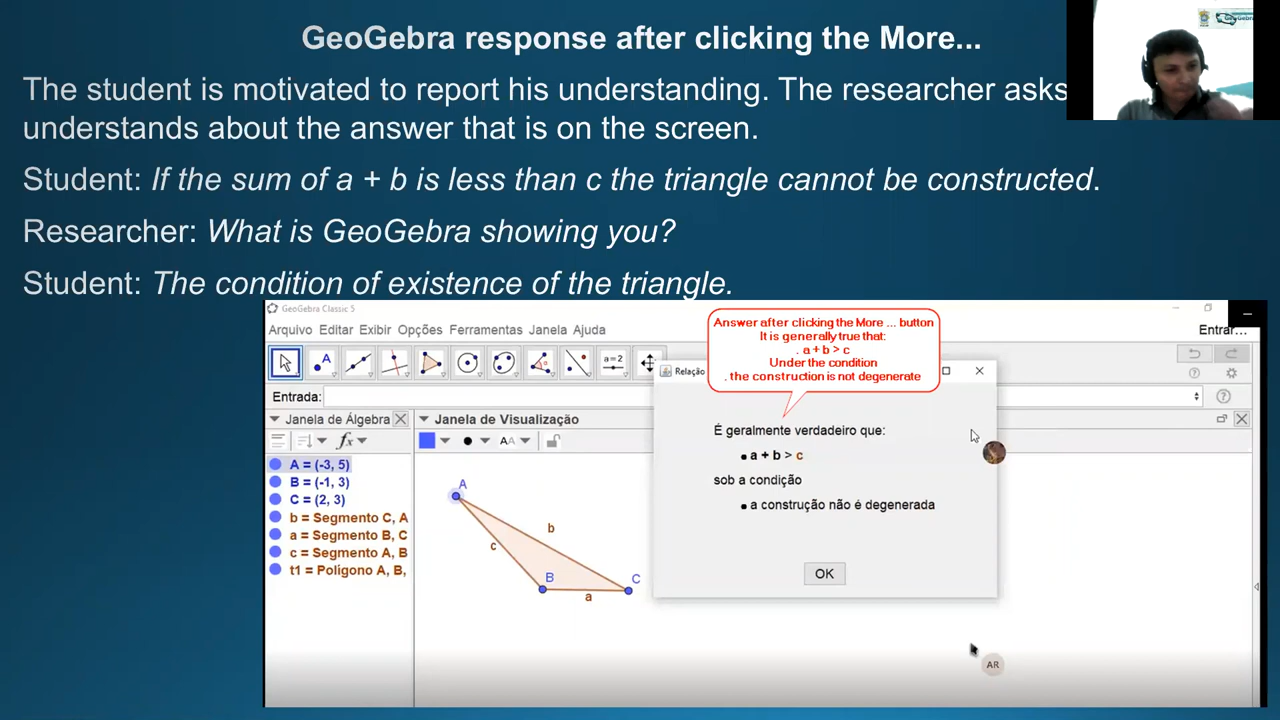 GeoGebra response after clicking the More...
The student is motivated to report his understanding. The researcher asks
understands about the answer that is on the screen.
Student: If the sum of a + b is less than c the triangle cannot be constructed.
Researcher: What is GeoGebra showing you?
Student: The condition of existence of the triangle.
GeoGebra Classic 5
Arquivo Editar Exibir Opções Ferramentas Janela Ajuda
Entrar...
Answer after clicking the More ... button
It is generally true that:
. a + b > c
Under the condition
. the construction is not degenerate
A
a=2
Relação
Entrada:
Janela de Álgebra
Janela de Visualização
fx
AA
A = (-3, 5)
B = (-1, 3)
C = (2, 3)
b = Segmento C, A
a = Segmento B, C
c = Segmento A, B
t1 = Polígono A, B,
A
b
c
B
C
a
É geralmente verdadeiro que:
a + b > c
sob a condição
a construção não é degenerada
OK
AR